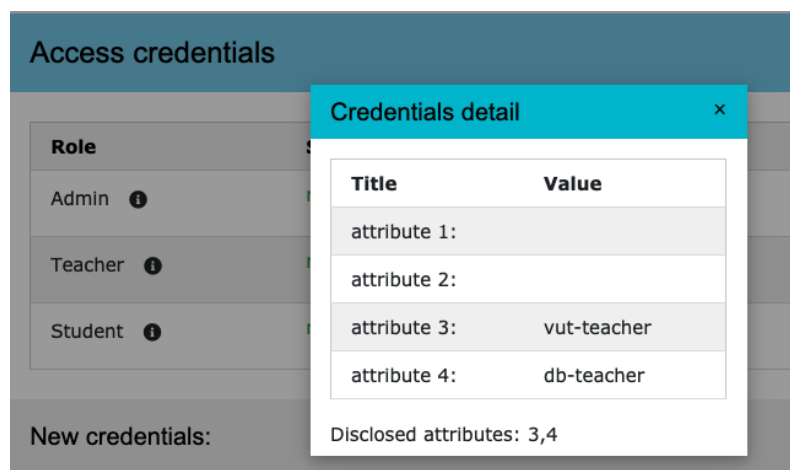 Access credentials
Credentials detail ×
Role
Title Value
Admin
attribute 1:
attribute 2:
Teacher
attribute 3: vut-teacher
Student
attribute 4: db-teacher
Disclosed attributes: 3,4
New credentials: